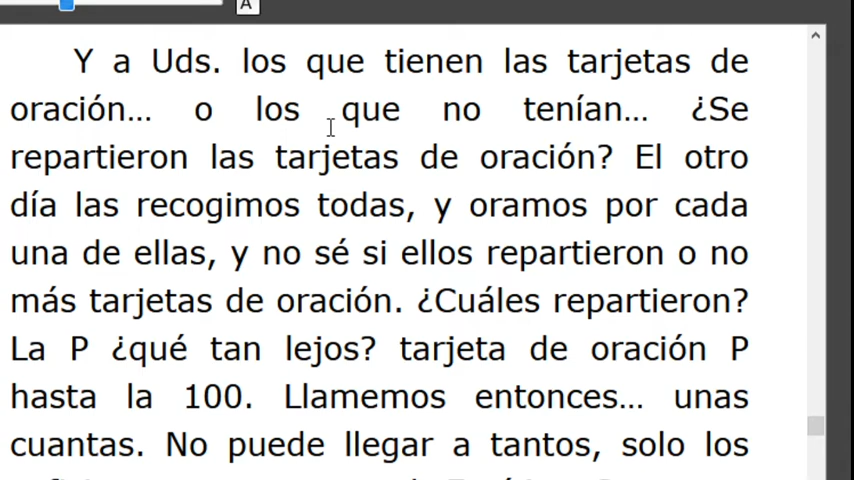 A
Y a Uds. los que tienen las tarjetas de
oración... o los que no tenían... ¿Se
repartieron las tarjetas de oración? El otro
día las recogimos todas, y oramos por cada
una de ellas, y no sé si ellos repartieron o no
más tarjetas de oración. ¿Cuáles repartieron?
La P ¿qué tan lejos? tarjeta de oración P
hasta la 100. Llamemos entonces... unas
cuantas. No puede llegar a tantos, solo los